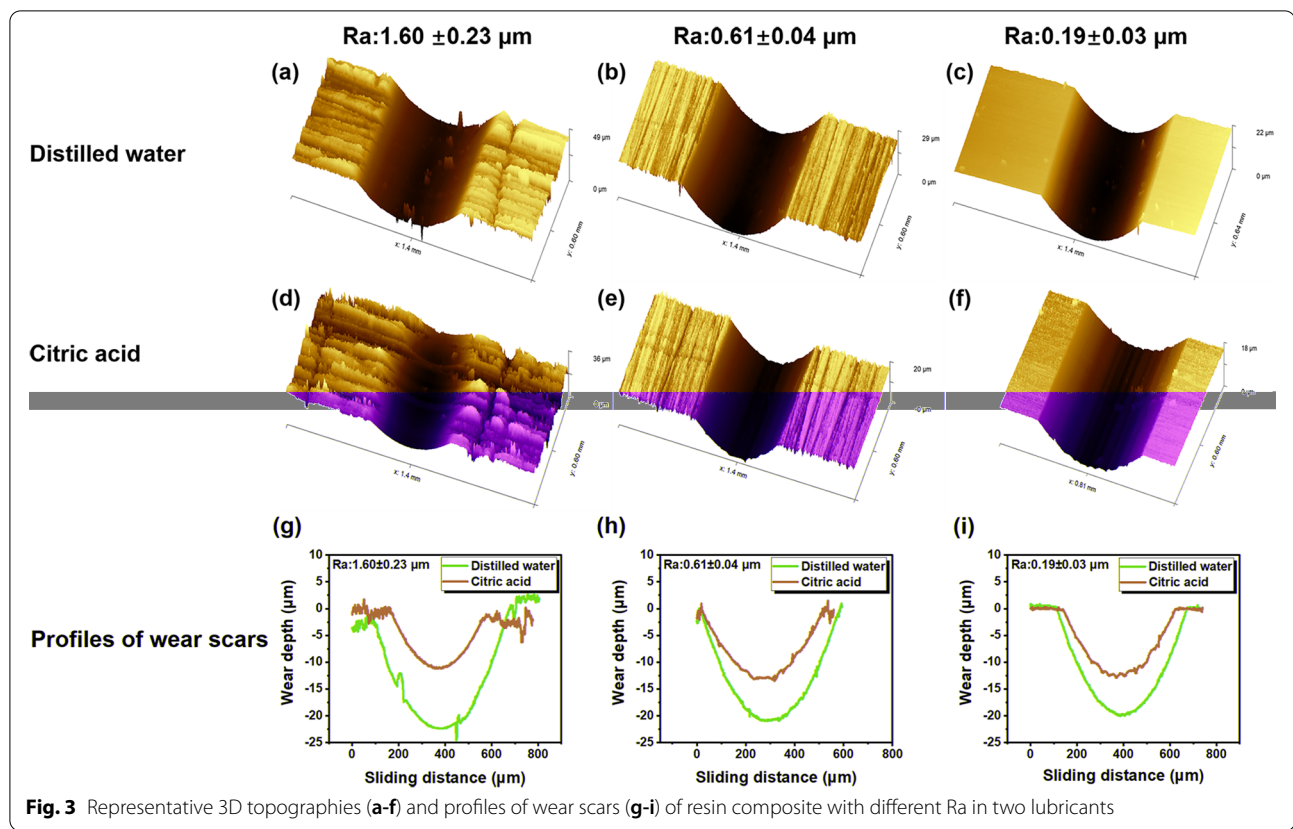 Ra:1.60 ±0.23 μm
Ra:0.61±0.04 μm
Ra:0.19±0.03 μm
Distilled water
(a)
49 μm
0 μm
x: 1.4 mm
y: 0.60 mm
(b)
29 μm
0 μm
x: 1.4 mm
y: 0.60 mm
(c)
22 μm
0 μm
x: 1.4 mm
y: 0.64 mm
Citric acid
(d)
36 μm
0 μm
x: 1.4 mm
y: 0.60 mm
(e)
20 μm
x: 1.4 mm
y: 0.60 mm
(f)
18 μm
0 μm
x: 0.81 mm
y: 0.60 mm
Profiles of wear scars
(g)
Ra:1.60±0.23 μm
Distilled water
Citric acid
Wear depth (μm)
10
5
0
-5
-10
-15
-20
-25
0 200 400 600 800
Sliding distance (μm)
(h)
Ra:0.61±0.04 μm
Distilled water
Citric acid
Wear depth (μm)
10
5
0
-5
-10
-15
-20
-25
0 200 400 600 800
Sliding distance (μm)
(i)
Ra:0.19±0.03 μm
Distilled water
Citric acid
Wear depth (μm)
10
5
0
-5
-10
-15
-20
-25
0 200 400 600 800
Sliding distance (μm)
Fig. 3 Representative 3D topographies (a-f) and profiles of wear scars (g-i) of resin composite with different Ra in two lubricants